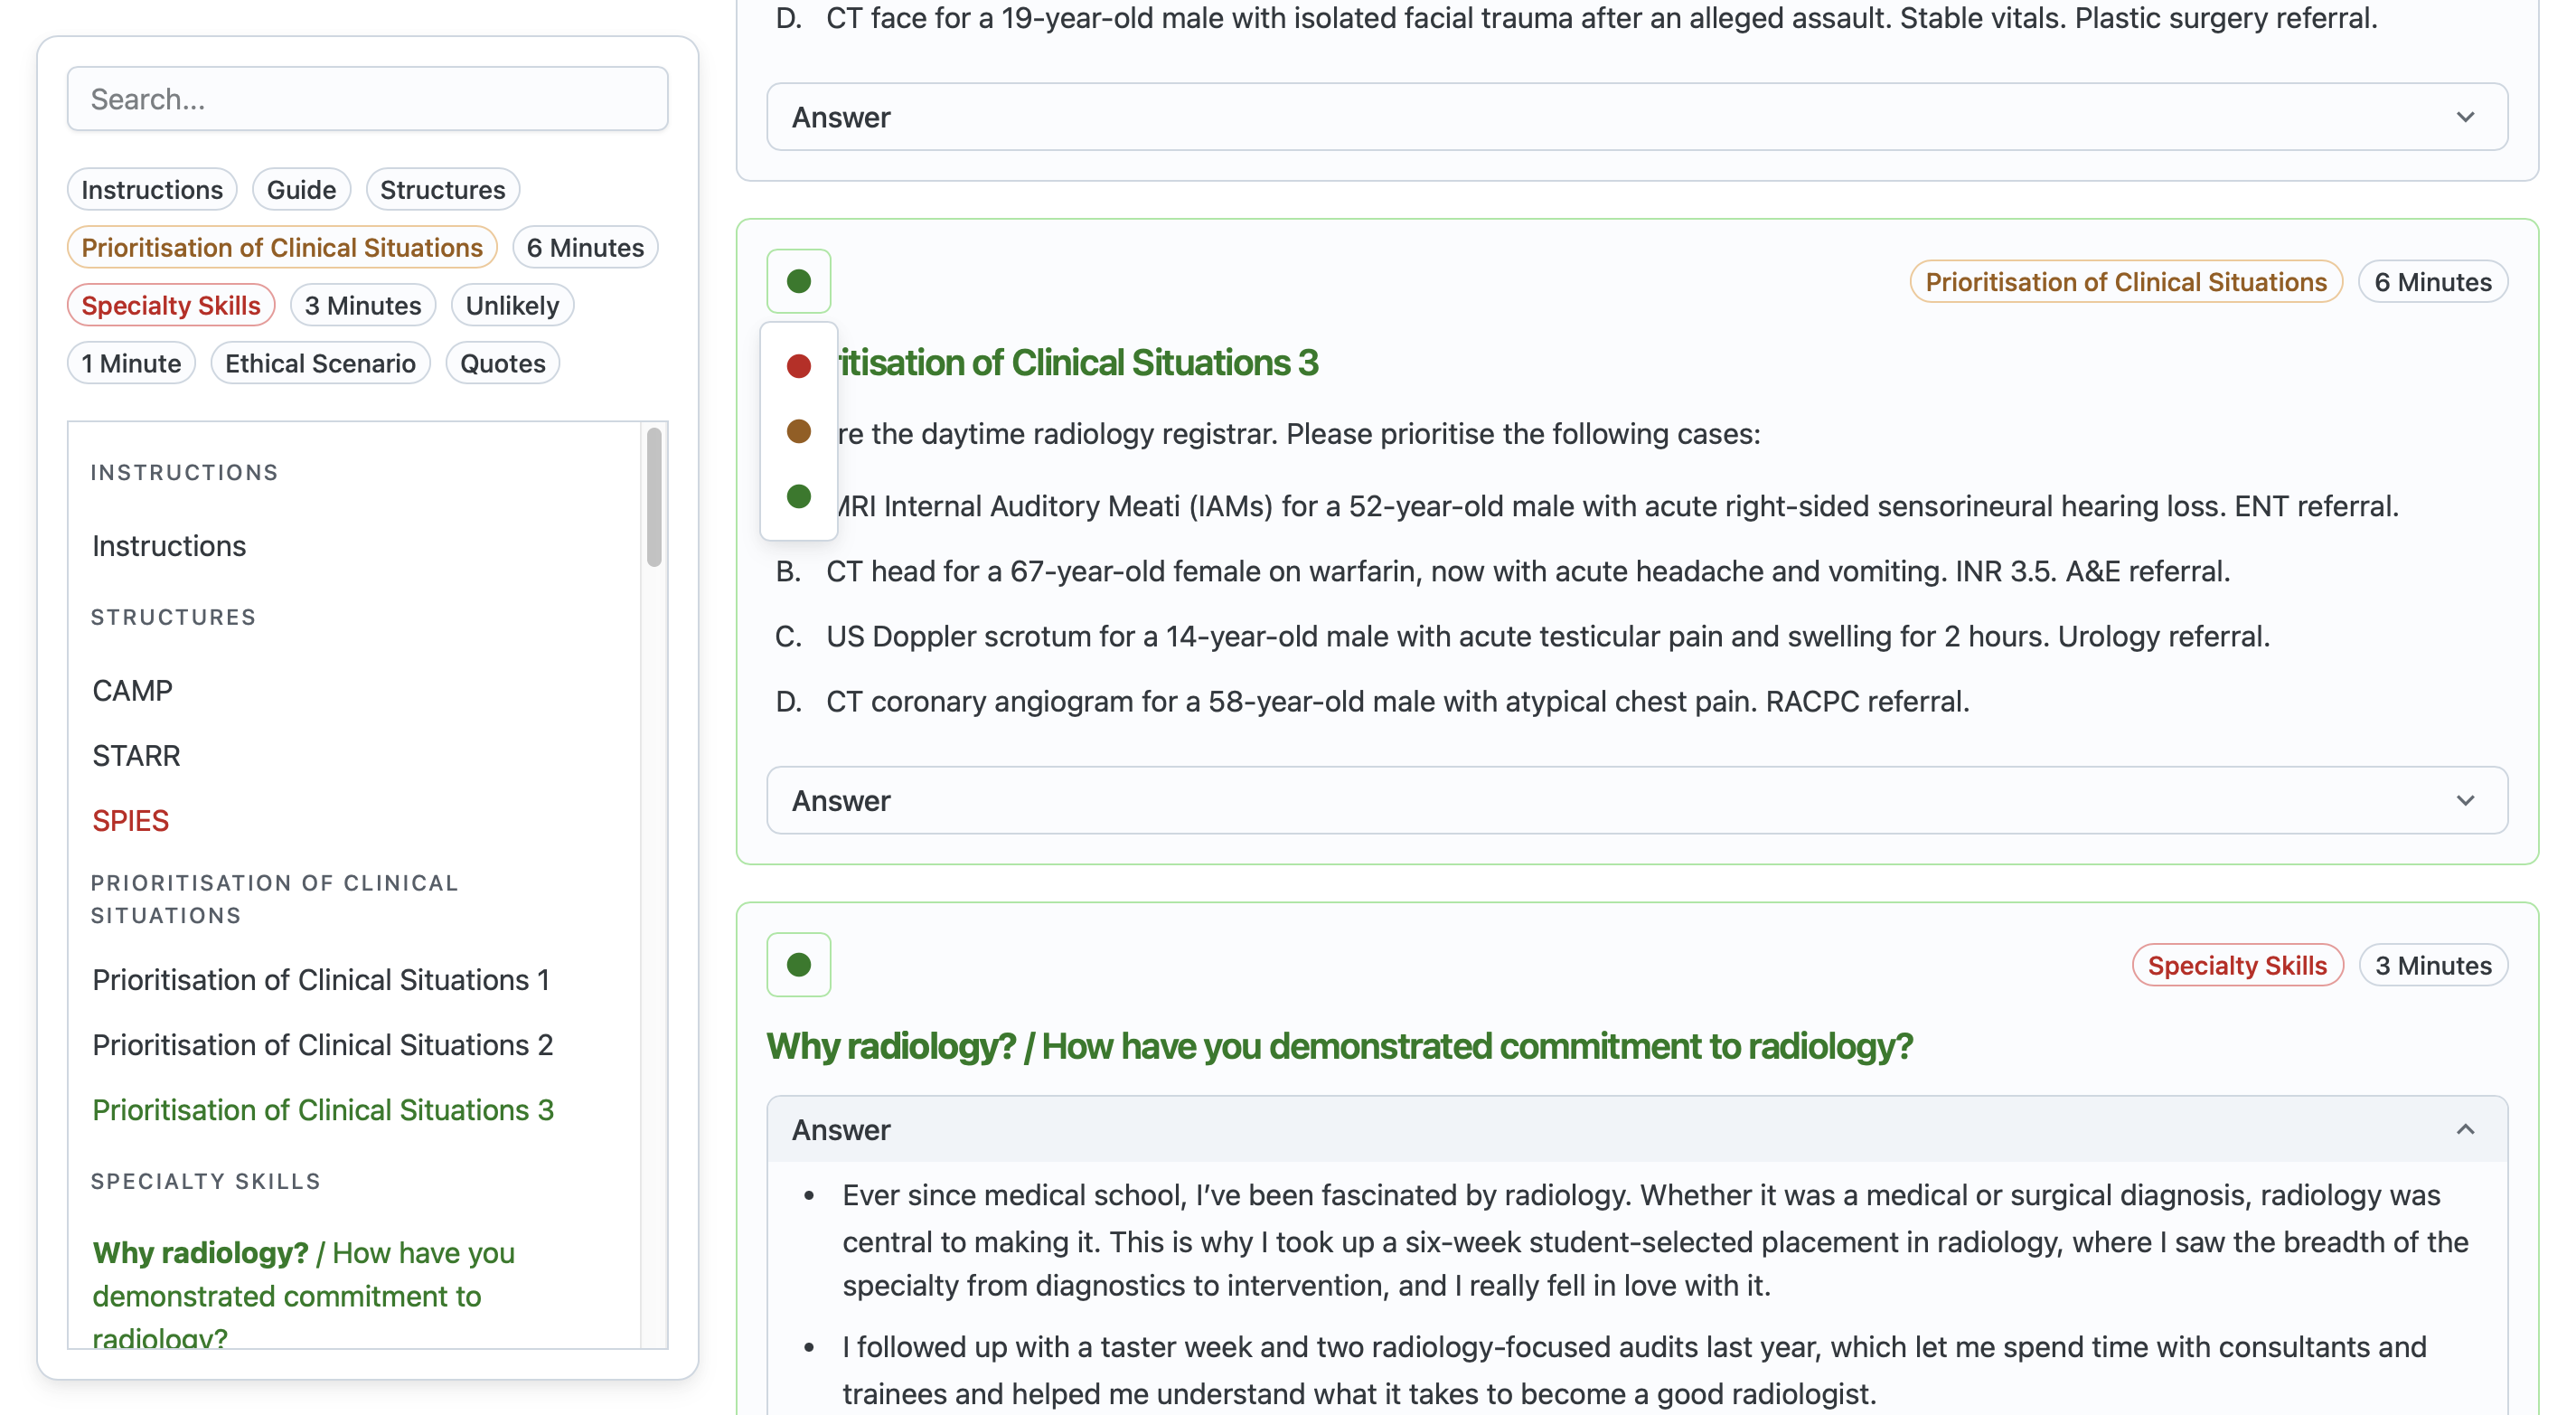 Search...
Instructions
Guide
Structures
Prioritisation of Clinical Situations
6 Minutes
Specialty Skills
3 Minutes
Unlikely
1 Minute
Ethical Scenario
Quotes
INSTRUCTIONS
Instructions
STRUCTURES
CAMP
STARR
SPIES
PRIORITISATION OF CLINICAL
SITUATIONS
Prioritisation of Clinical Situations 1
Prioritisation of Clinical Situations 2
Prioritisation of Clinical Situations 3
SPECIALTY SKILLS
Why radiology? / How have you
demonstrated commitment to
radiology?
D. CT face for a 19-year-old male with isolated facial trauma after an alleged assault. Stable vitals. Plastic surgery referral.
Answer
Prioritisation of Clinical Situations
6 Minutes
ritisation of Clinical Situations 3
re the daytime radiology registrar. Please prioritise the following cases:
MRI Internal Auditory Meati (IAMs) for a 52-year-old male with acute right-sided sensorineural hearing loss. ENT referral.
B. CT head for a 67-year-old female on warfarin, now with acute headache and vomiting. INR 3.5. A&E referral.
C. US Doppler scrotum for a 14-year-old male with acute testicular pain and swelling for 2 hours. Urology referral.
D. CT coronary angiogram for a 58-year-old male with atypical chest pain. RACPC referral.
Answer
Specialty Skills
3 Minutes
Why radiology? / How have you demonstrated commitment to radiology?
Answer
• Ever since medical school, I’ve been fascinated by radiology. Whether it was a medical or surgical diagnosis, radiology was
central to making it. This is why I took up a six-week student-selected placement in radiology, where I saw the breadth of the
specialty from diagnostics to intervention, and I really fell in love with it.
• I followed up with a taster week and two radiology-focused audits last year, which let me spend time with consultants and
trainees and helped me understand what it takes to become a good radiologist.